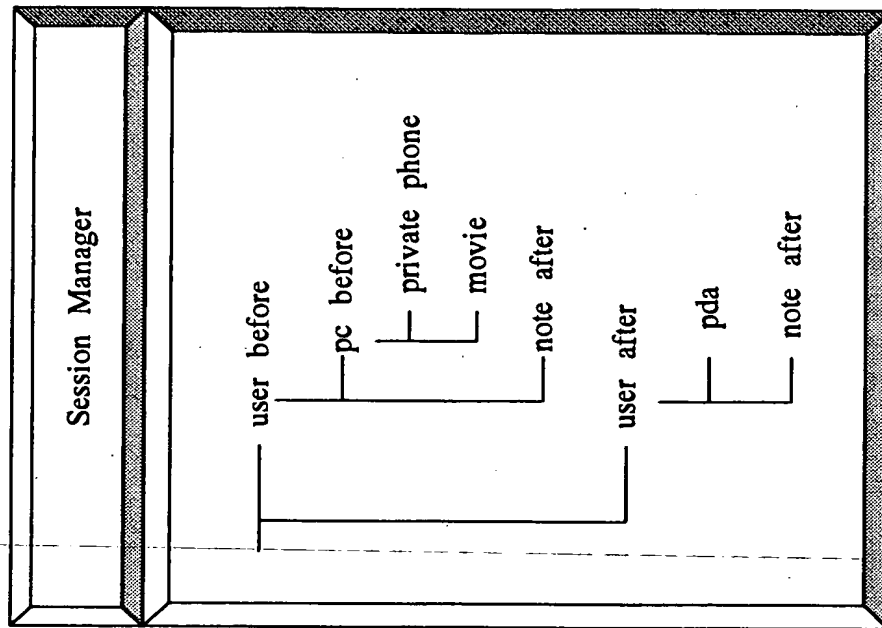 Session Manager
user before
pc before
private phone
movie
note after
user after
pda
note after